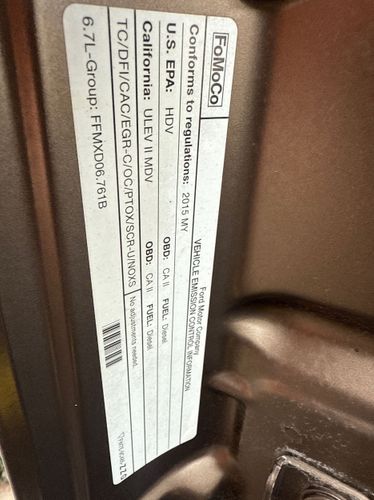 FoMoCo
Ford Motor Company
VEHICLE EMISSION CONTROL INFORMATION
Conforms to regulations: 2015 MY
U.S. EPA: HDV OBD: CA II FUEL: Diesel
California: ULEV II MDV OBD: CA II FUEL: Diesel
TC/DFI/CAC/EGR-C/OC/PTOX/SCR-U/NOXS
No adjustments needed.
6.7L-Group: FFMXD06.761B